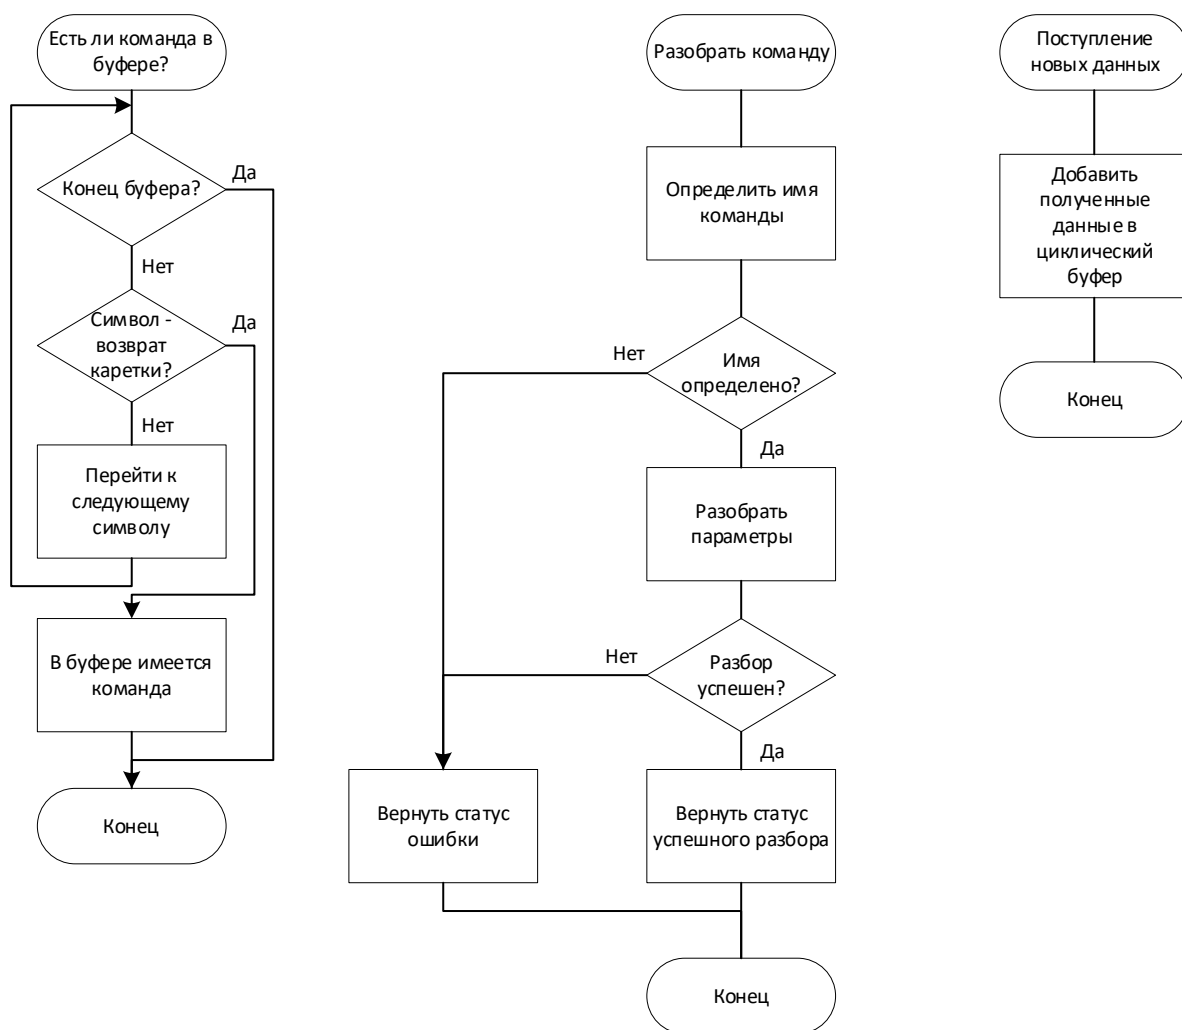 Есть ли команда в
буфере?
Конец буфера?
Да
Нет
Символ -
возврат
каретки?
Да
Нет
Перейти к
следующему
символу
В буфере имеется
команда
Конец
Разобрать команду
Определить имя
команды
Имя
определено?
Нет
Да
Разобрать
параметры
Разбор
успешен?
Нет
Да
Вернуть статус
ошибки
Вернуть статус
успешного разбора
Конец
Поступление
новых данных
Добавить
полученные
данные в
циклический
буфер
Конец